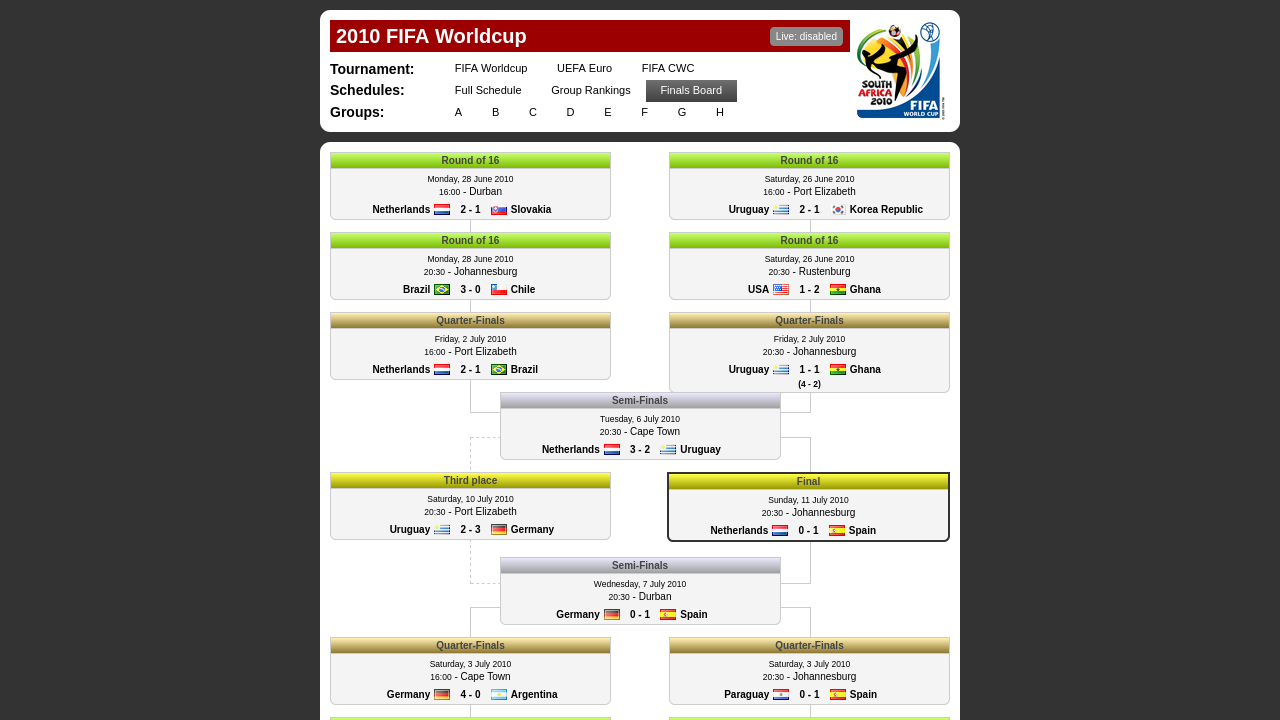 2010 FIFA Worldcup
Live: disabled
SOUTH
AFRICA
2010
FIFA
WORLD CUP
Tournament: FIFA Worldcup UEFA Euro FIFA CWC
Schedules: Full Schedule Group Rankings Finals Board
Groups: A B C D E F G H
Round of 16
Monday, 28 June 2010
16:00 - Durban
Netherlands 2 - 1 Slovakia
Round of 16
Saturday, 26 June 2010
16:00 - Port Elizabeth
Uruguay 2 - 1 Korea Republic
Round of 16
Monday, 28 June 2010
20:30 - Johannesburg
Brazil 3 - 0 Chile
Round of 16
Saturday, 26 June 2010
20:30 - Rustenburg
USA 1 - 2 Ghana
Quarter-Finals
Friday, 2 July 2010
16:00 - Port Elizabeth
Netherlands 2 - 1 Brazil
Quarter-Finals
Friday, 2 July 2010
20:30 - Johannesburg
Uruguay 1 - 1 Ghana
(4 - 2)
Semi-Finals
Tuesday, 6 July 2010
20:30 - Cape Town
Netherlands 3 - 2 Uruguay
Third place
Saturday, 10 July 2010
20:30 - Port Elizabeth
Uruguay 2 - 3 Germany
Final
Sunday, 11 July 2010
20:30 - Johannesburg
Netherlands 0 - 1 Spain
Semi-Finals
Wednesday, 7 July 2010
20:30 - Durban
Germany 0 - 1 Spain
Quarter-Finals
Saturday, 3 July 2010
16:00 - Cape Town
Germany 4 - 0 Argentina
Quarter-Finals
Saturday, 3 July 2010
20:30 - Johannesburg
Paraguay 0 - 1 Spain